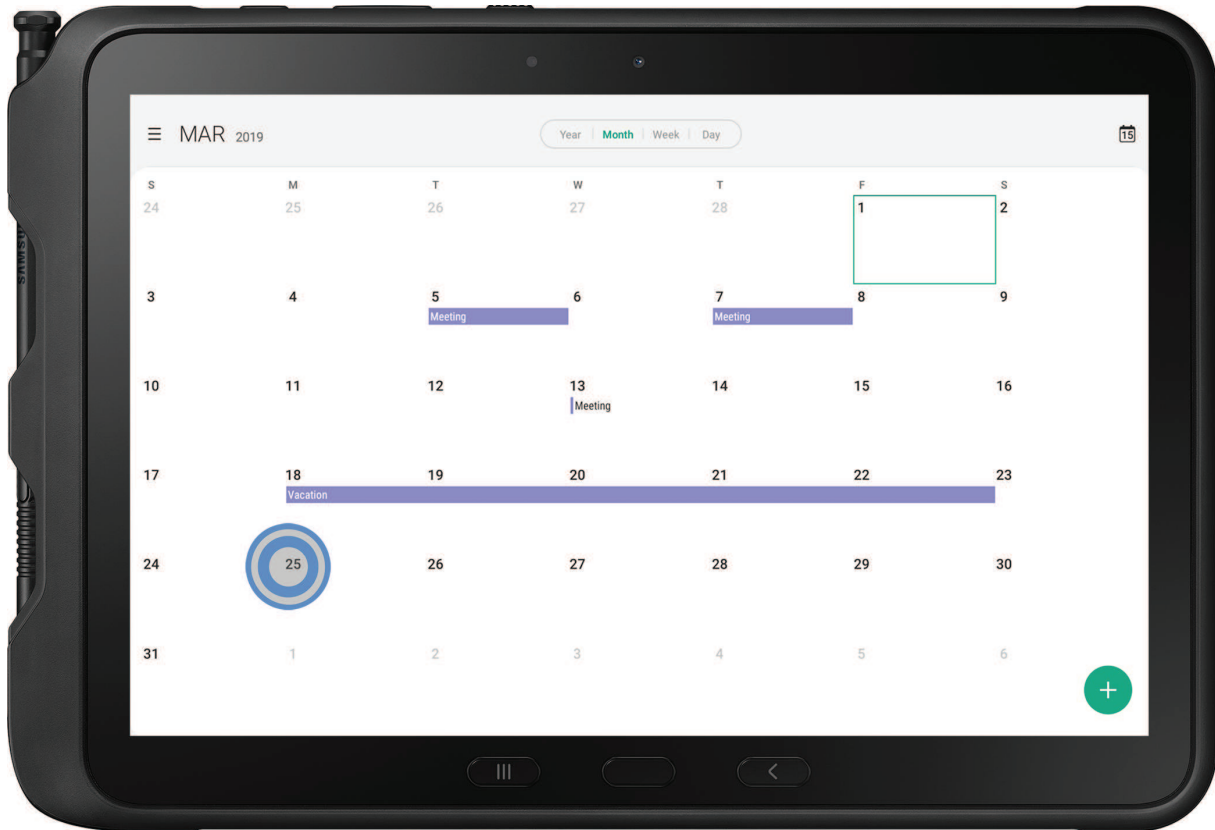 MAR 2019
Year Month Week Day
15
S M T W T F S
24 25 26 27 28 1 2
3 4 5 6 7 8 9
Meeting Meeting
10 11 12 13 14 15 16
Meeting
17 18 19 20 21 22 23
Vacation
24 25 26 27 28 29 30
31 1 2 3 4 5 6
SAMSUNG